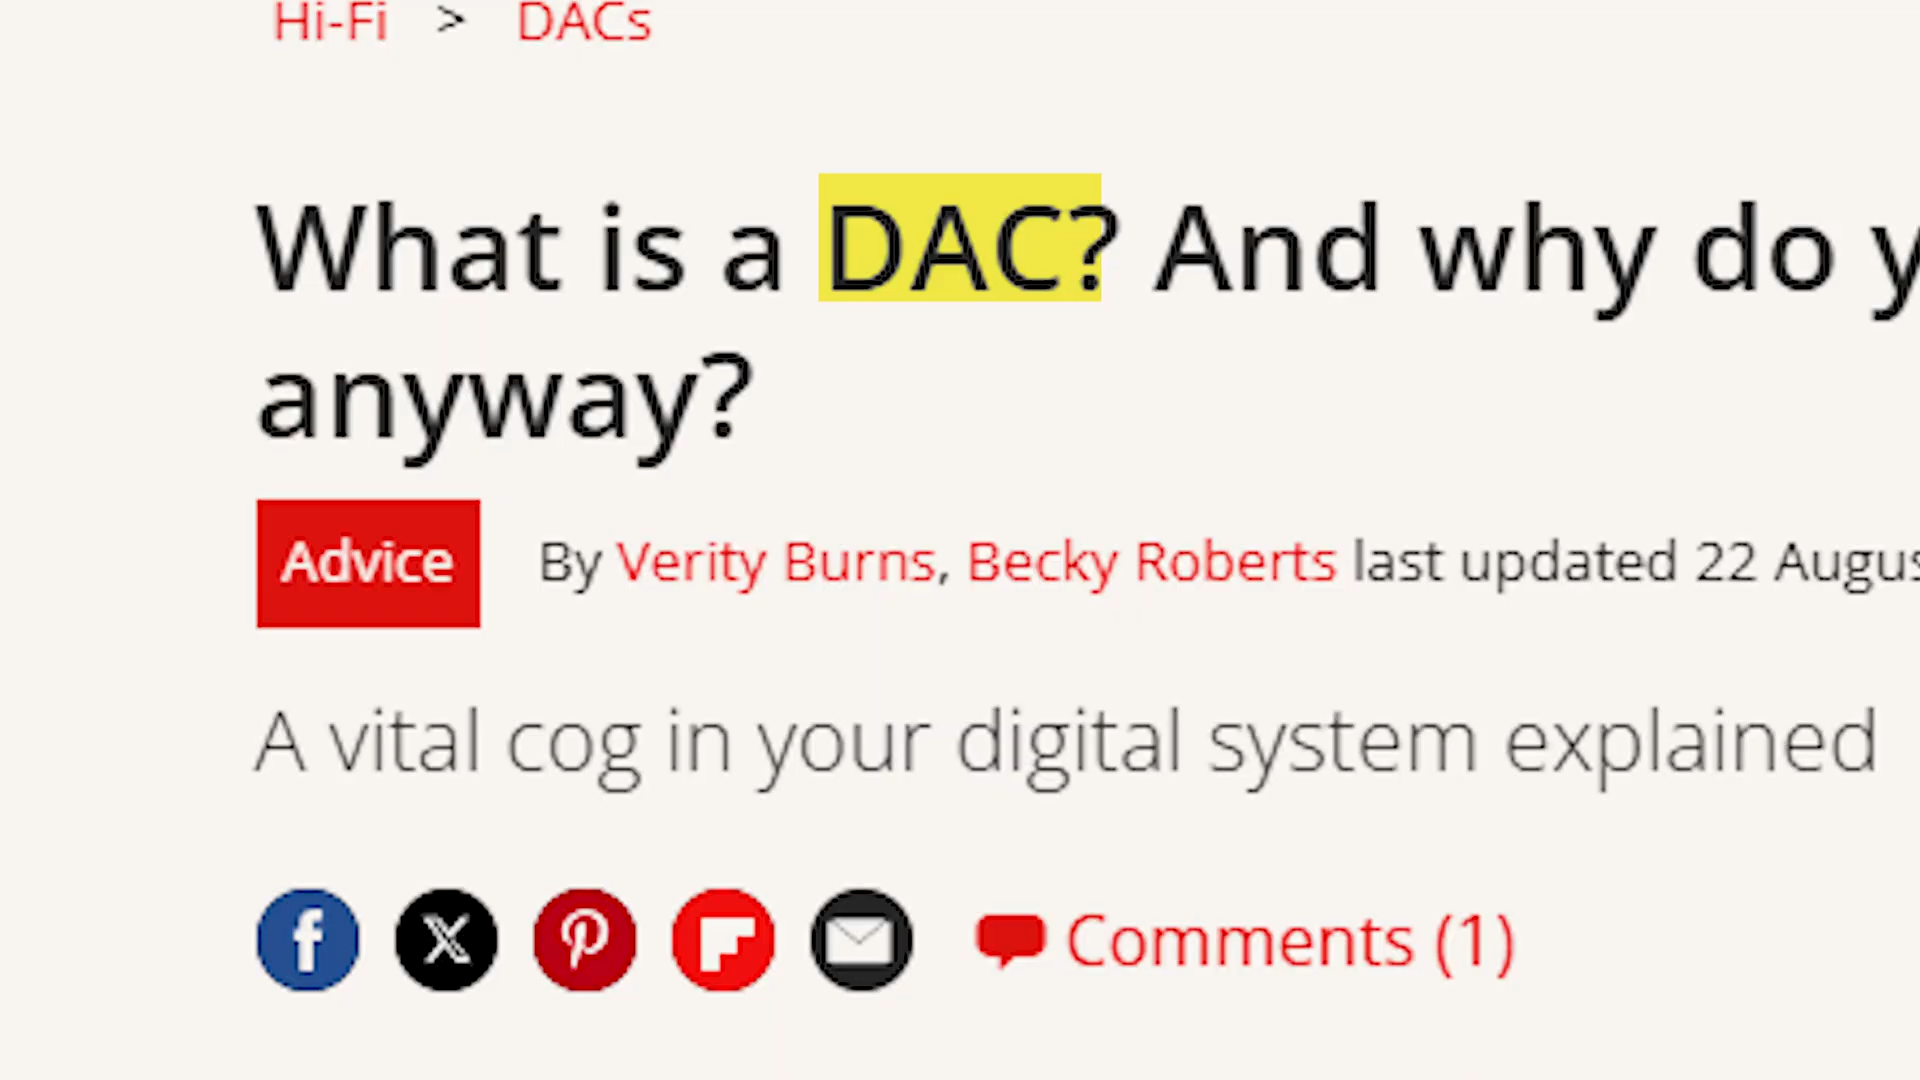 Hi-Fi > DACs
What is a DAC? And why do y
anyway?
Advice By Verity Burns, Becky Roberts last updated 22 Augus
A vital cog in your digital system explained
Comments (1)